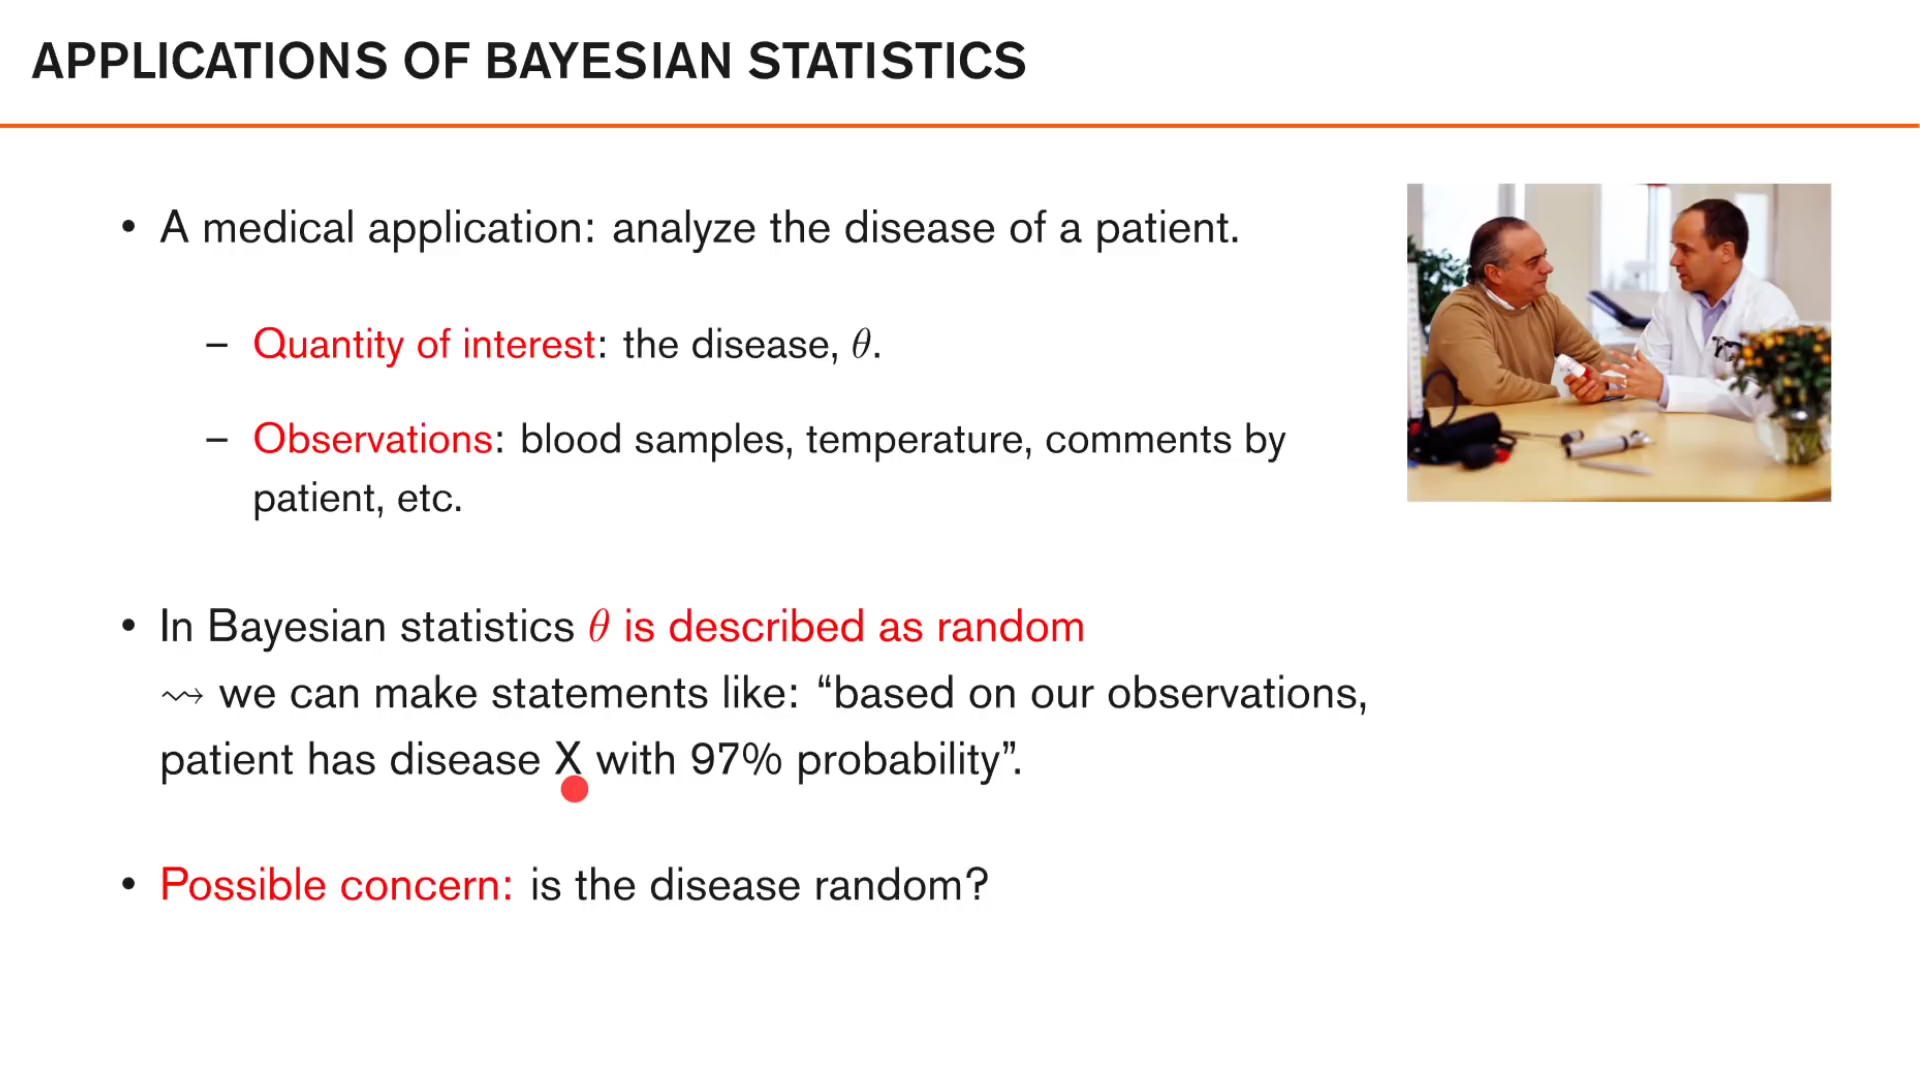 APPLICATIONS OF BAYESIAN STATISTICS
• A medical application: analyze the disease of a patient.
– Quantity of interest: the disease, θ.
– Observations: blood samples, temperature, comments by
patient, etc.
• In Bayesian statistics θ is described as random
⇝ we can make statements like: “based on our observations,
patient has disease X with 97% probability”.
• Possible concern: is the disease random?